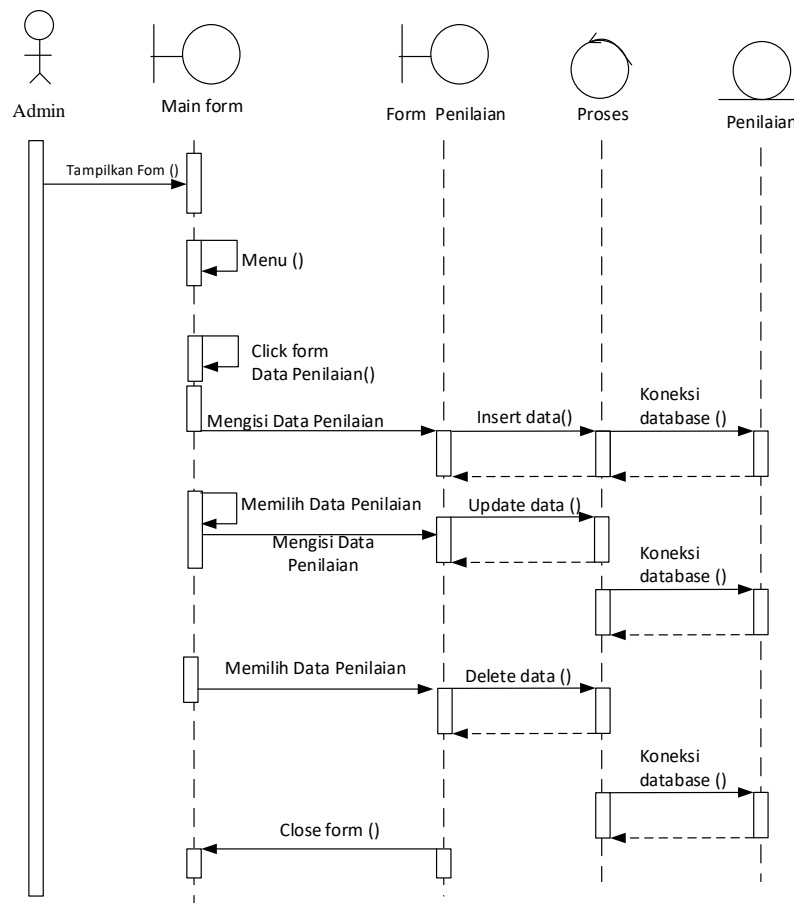 Admin
Main form
Form  Penilaian
Proses
Penilaian
Tampilkan Fom ()
Menu ()
Click form
Data Penilaian()
Mengisi Data Penilaian
Insert data()
Koneksi
database ()
Memilih Data Penilaian
Update data ()
Mengisi Data
Penilaian
Koneksi
database ()
Memilih Data Penilaian
Delete data ()
Koneksi
database ()
Close form ()